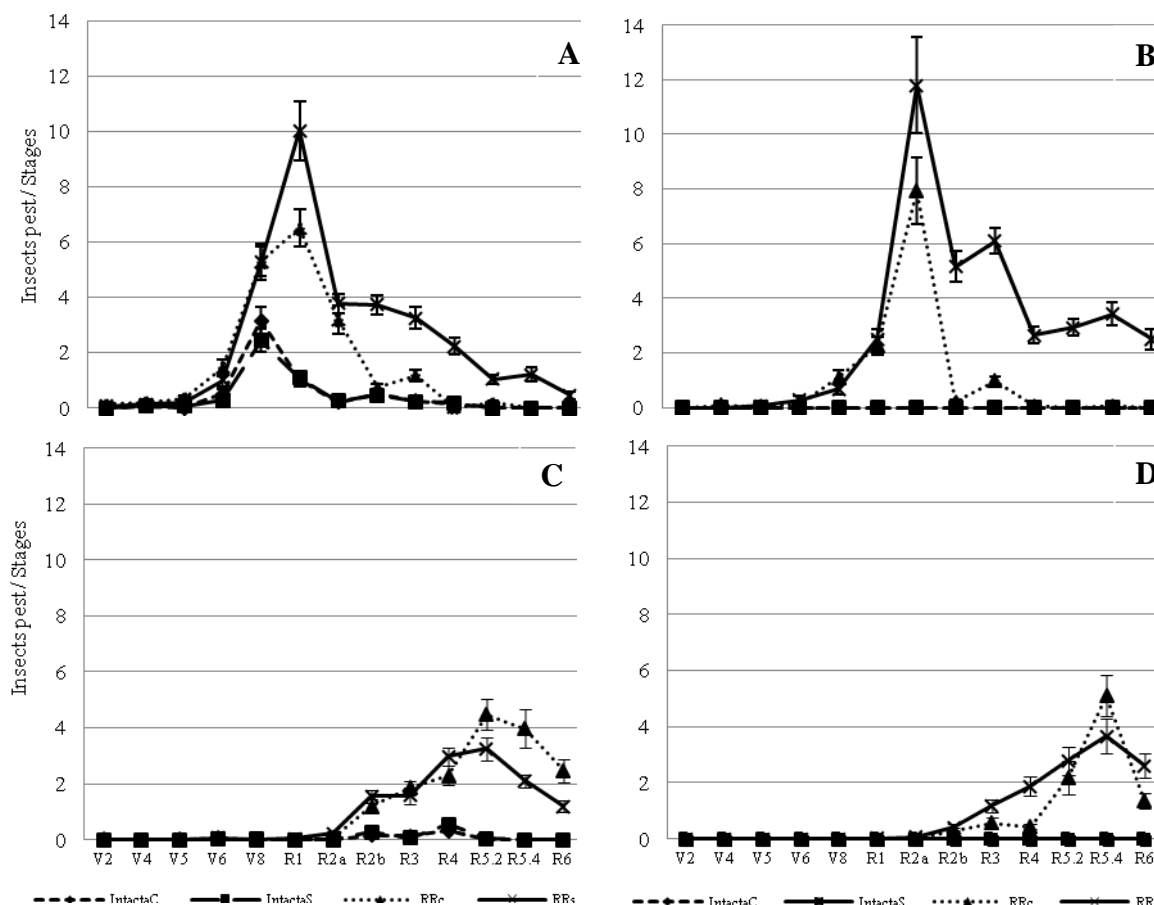 14 A
12
10
8
6
4
2
0
Insects pest / Stages
14 B
12
10
8
6
4
2
0
14 C
12
10
8
6
4
2
0
Insects pest / Stages
V2 V4 V5 V6 V8 R1 R2a R2b R3 R4 R5.2 R5.4 R6
IntactaC IntactaS RRc RRs
14 D
12
10
8
6
4
2
0
V2 V4 V5 V6 V8 R1 R2a R2b R3 R4 R5.2 R5.4 R6
IntactaC IntactaS RRc RR